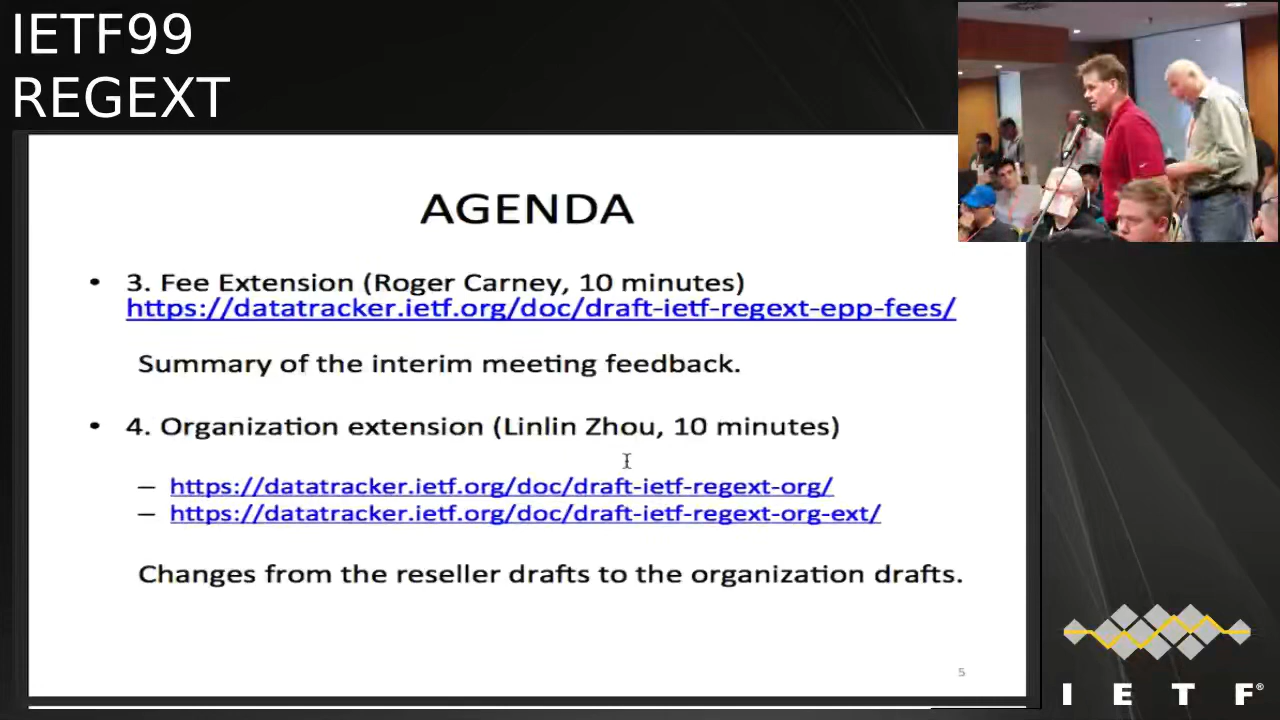 IETF99
REGEXT
AGENDA
• 3. Fee Extension (Roger Carney, 10 minutes)
https://datatracker.ietf.org/doc/draft-ietf-regext-epp-fees/
Summary of the interim meeting feedback.
• 4. Organization extension (Linlin Zhou, 10 minutes)
– https://datatracker.ietf.org/doc/draft-ietf-regext-org/
– https://datatracker.ietf.org/doc/draft-ietf-regext-org-ext/
Changes from the reseller drafts to the organization drafts.
5
I E T F®